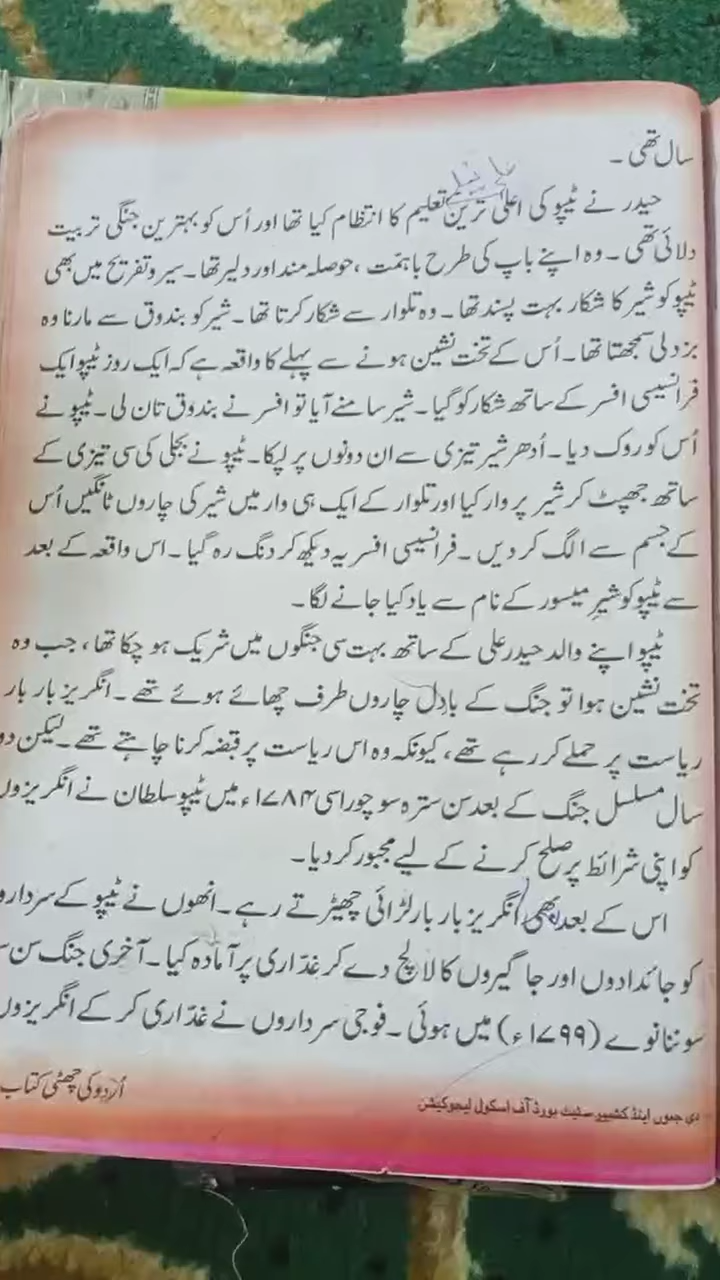 سال تھی ۔
حیدر نے ٹیپو کی اعلیٰ ترین تعلیم کا انتظام کیا تھا اور اُس کو بہترین جنگی تربیت
دلائی تھی ۔ وہ اپنے باپ کی طرح باہمّت ، حوصلہ مند اور دلیر تھا ۔ سیر و تفریح میں بھی
ٹیپو کو شیر کا شکار بہت پسند تھا ۔ وہ تلوار سے شکار کرتا تھا ۔ شیر کو بندوق سے مارنا وہ
بزدلی سمجھتا تھا ۔ اُس کے تخت نشین ہونے سے پہلے کا واقعہ ہے کہ ایک روز ٹیپو ایک
فرانسیسی افسر کے ساتھ شکار کو گیا ۔ شیر سامنے آیا تو افسر نے بندوق تان لی ۔ ٹیپو نے
اُس کو روک دیا ۔ اُدھر شیر تیزی سے ان دونوں پر لپکا ۔ ٹیپو نے بجلی کی سی تیزی کے
ساتھ جھپٹ کر شیر پر وار کیا اور تلوار کے ایک ہی وار میں شیر کی چاروں ٹانگیں اُس
کے جسم سے الگ کر دیں ۔ فرانسیسی افسر یہ دیکھ کر دنگ رہ گیا ۔ اس واقعہ کے بعد
سے ٹیپو کو شیرِ میسور کے نام سے یاد کیا جانے لگا ۔
ٹیپو اپنے والد حیدر علی کے ساتھ بہت سی جنگوں میں شریک ہو چکا تھا ، جب وہ
تخت نشین ہوا تو جنگ کے بادل چاروں طرف چھائے ہوئے تھے ۔ انگریز بار بار
ریاست پر حملے کر رہے تھے ، کیونکہ وہ اس ریاست پر قبضہ کرنا چاہتے تھے ۔ لیکن دو
سال مسلسل جنگ کے بعد سن سترہ سو چوراسی ۱۷۸۴ء میں ٹیپو سلطان نے انگریزوں
کو اپنی شرائط پر صلح کرنے کے لیے مجبور کر دیا ۔
اس کے بعد بھی انگریز بار بار لڑائی چھیڑتے رہے ۔ انھوں نے ٹیپو کے سردارو
کو جائدادوں اور جاگیروں کا لالچ دے کر غدّاری پر آمادہ کیا ۔ آخری جنگ سن س
سو ننانوے (۱۷۹۹ء) میں ہوئی ۔ فوجی سرداروں نے غدّاری کر کے انگریزوں
اُردو کی چھٹی کتاب
دی جموں اینڈ کشمیر سٹیٹ بورڈ آف اسکول ایجوکیشن